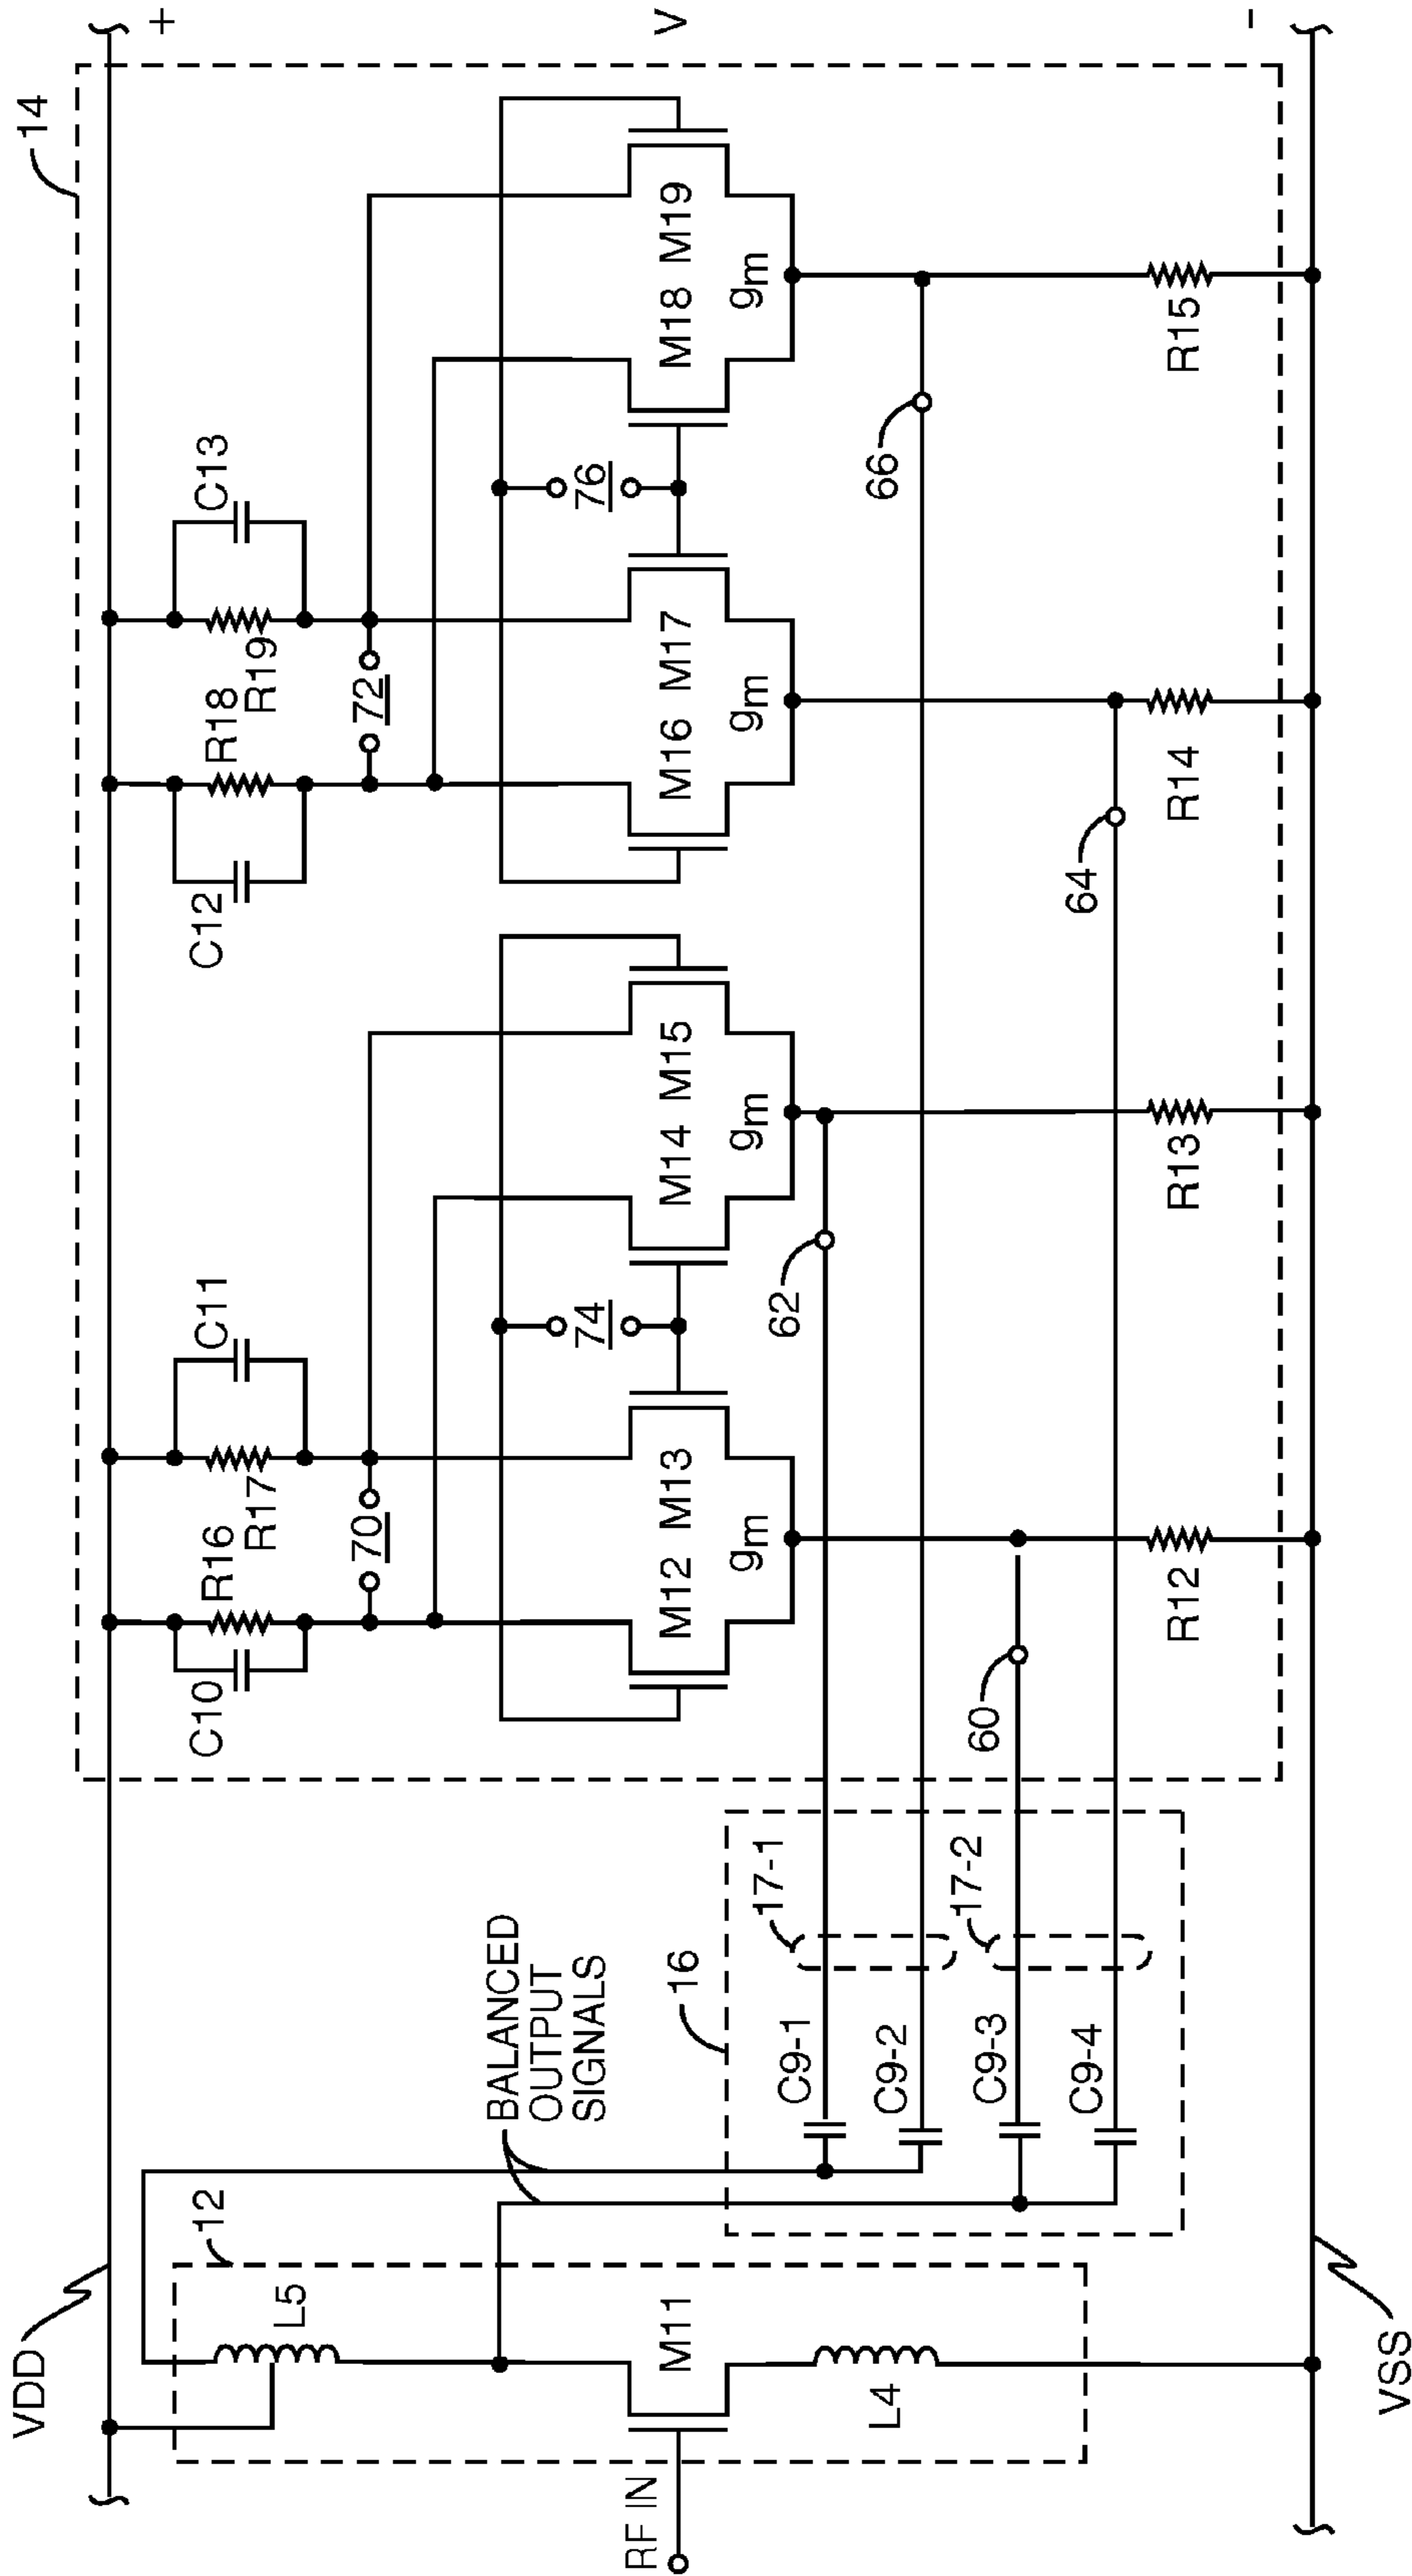 14
VDD
+
12
L5
C10
R16
R17
C11
C12
R18
R19
C13
70
72
BALANCED
OUTPUT
SIGNALS
74
76
V
RF IN
M11
M12 M13
gm
M14 M15
gm
M16 M17
gm
M18 M19
gm
16
17-1
62
66
C9-1
C9-2
L4
17-2
60
64
C9-3
C9-4
R12
R13
R14
R15
VSS
-